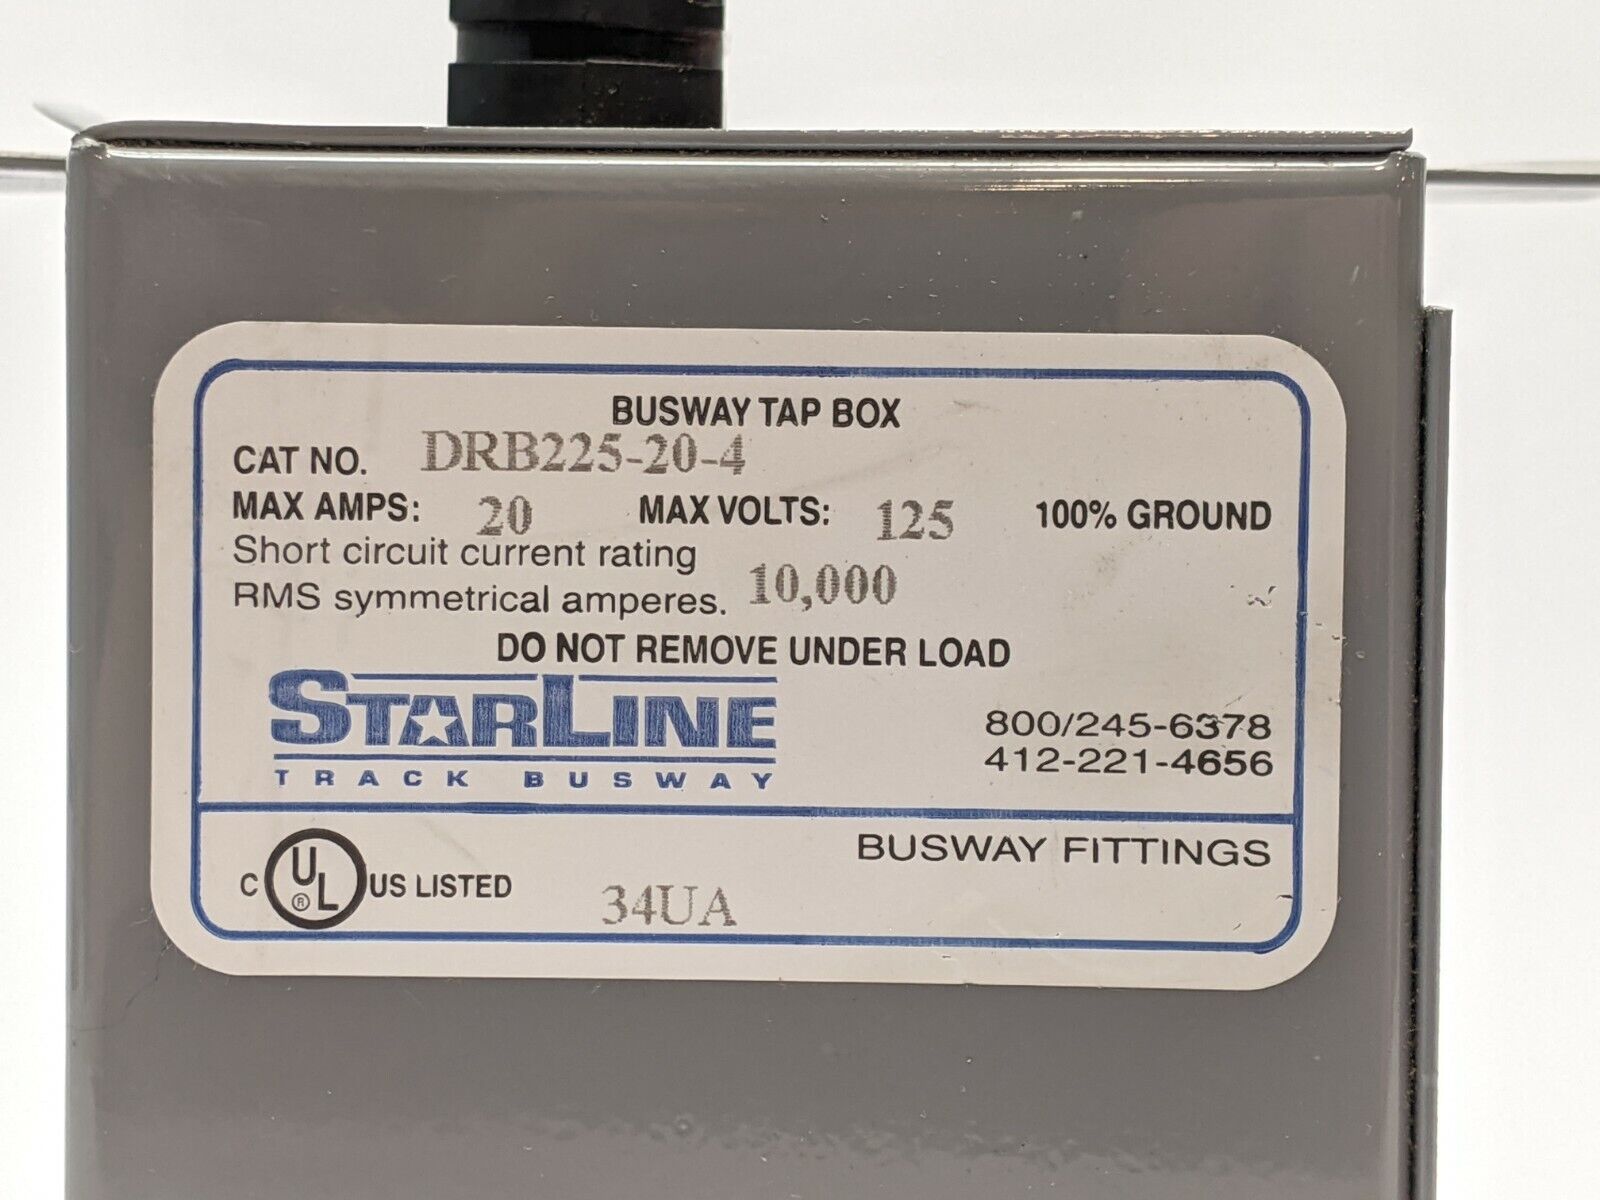 BUSWAY TAP BOX
CAT NO. DRB225-20-4
MAX AMPS: 20 MAX VOLTS: 125 100% GROUND
Short circuit current rating
RMS symmetrical amperes. 10,000
DO NOT REMOVE UNDER LOAD
STARLINE
TRACK BUSWAY
800/245-6378
412-221-4656
BUSWAY FITTINGS
C UL ® US LISTED
34UA